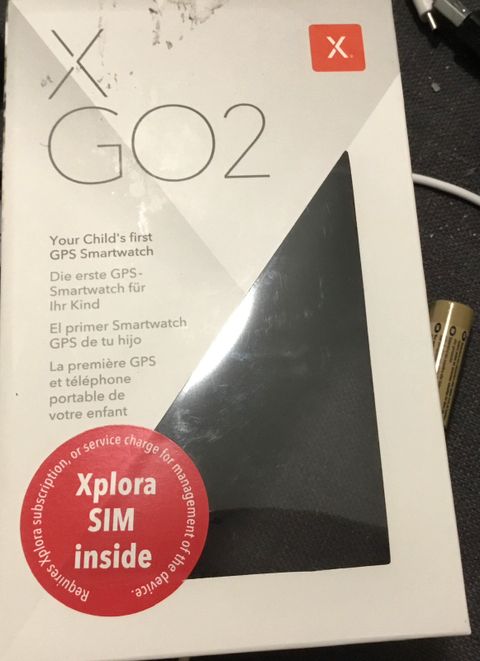 X
X
GO2
Your Child's first
GPS Smartwatch
Die erste GPS-
Smartwatch für
Ihr Kind
El primer Smartwatch
GPS de tu hijo
La première GPS
et téléphone
portable de
votre enfant
Requires Xplora subscription, or service charge for management of the device.
Xplora
SIM
inside